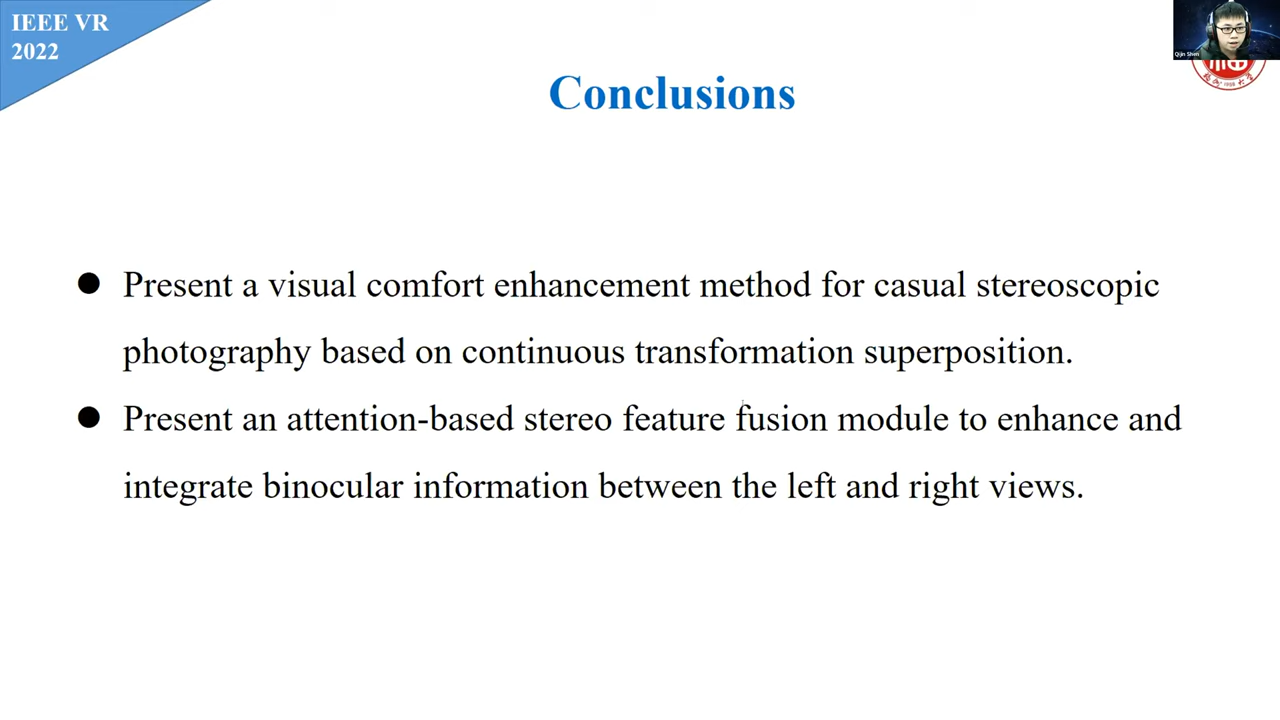 IEEE VR
2022
Qijin Shen
Conclusions
● Present a visual comfort enhancement method for casual stereoscopic
photography based on continuous transformation superposition.
● Present an attention-based stereo feature fusion module to enhance and
integrate binocular information between the left and right views.